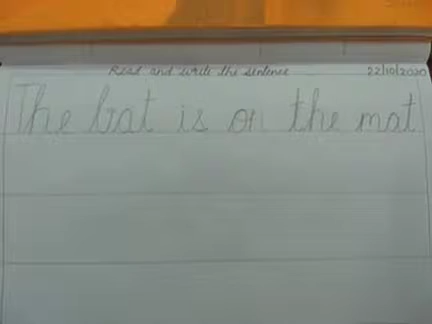 Read and write the sentence
22/10/2020
The bat is on the mat